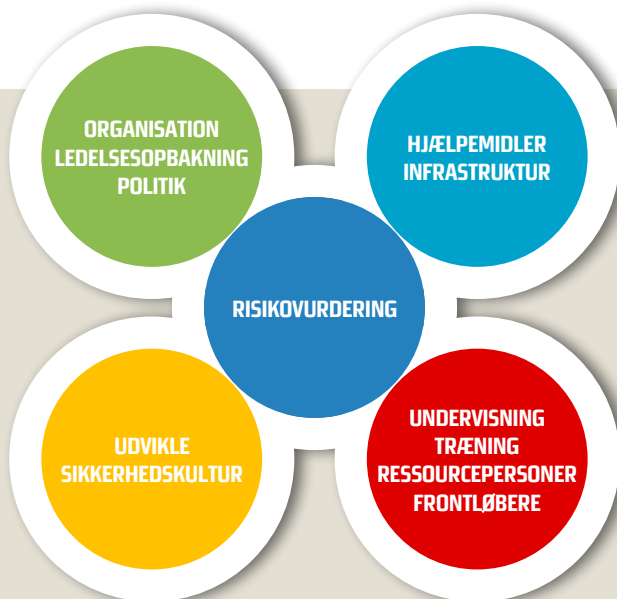 ORGANISATION
LEDELSESOPBAKNING
POLITIK
HJÆLPEMIDLER
INFRASTRUKTUR
RISIKOVURDERING
UDVIKLE
SIKKERHEDSKULTUR
UNDERVISNING
TRÆNING
RESSOURCEPERSONER
FRONTLØBERE